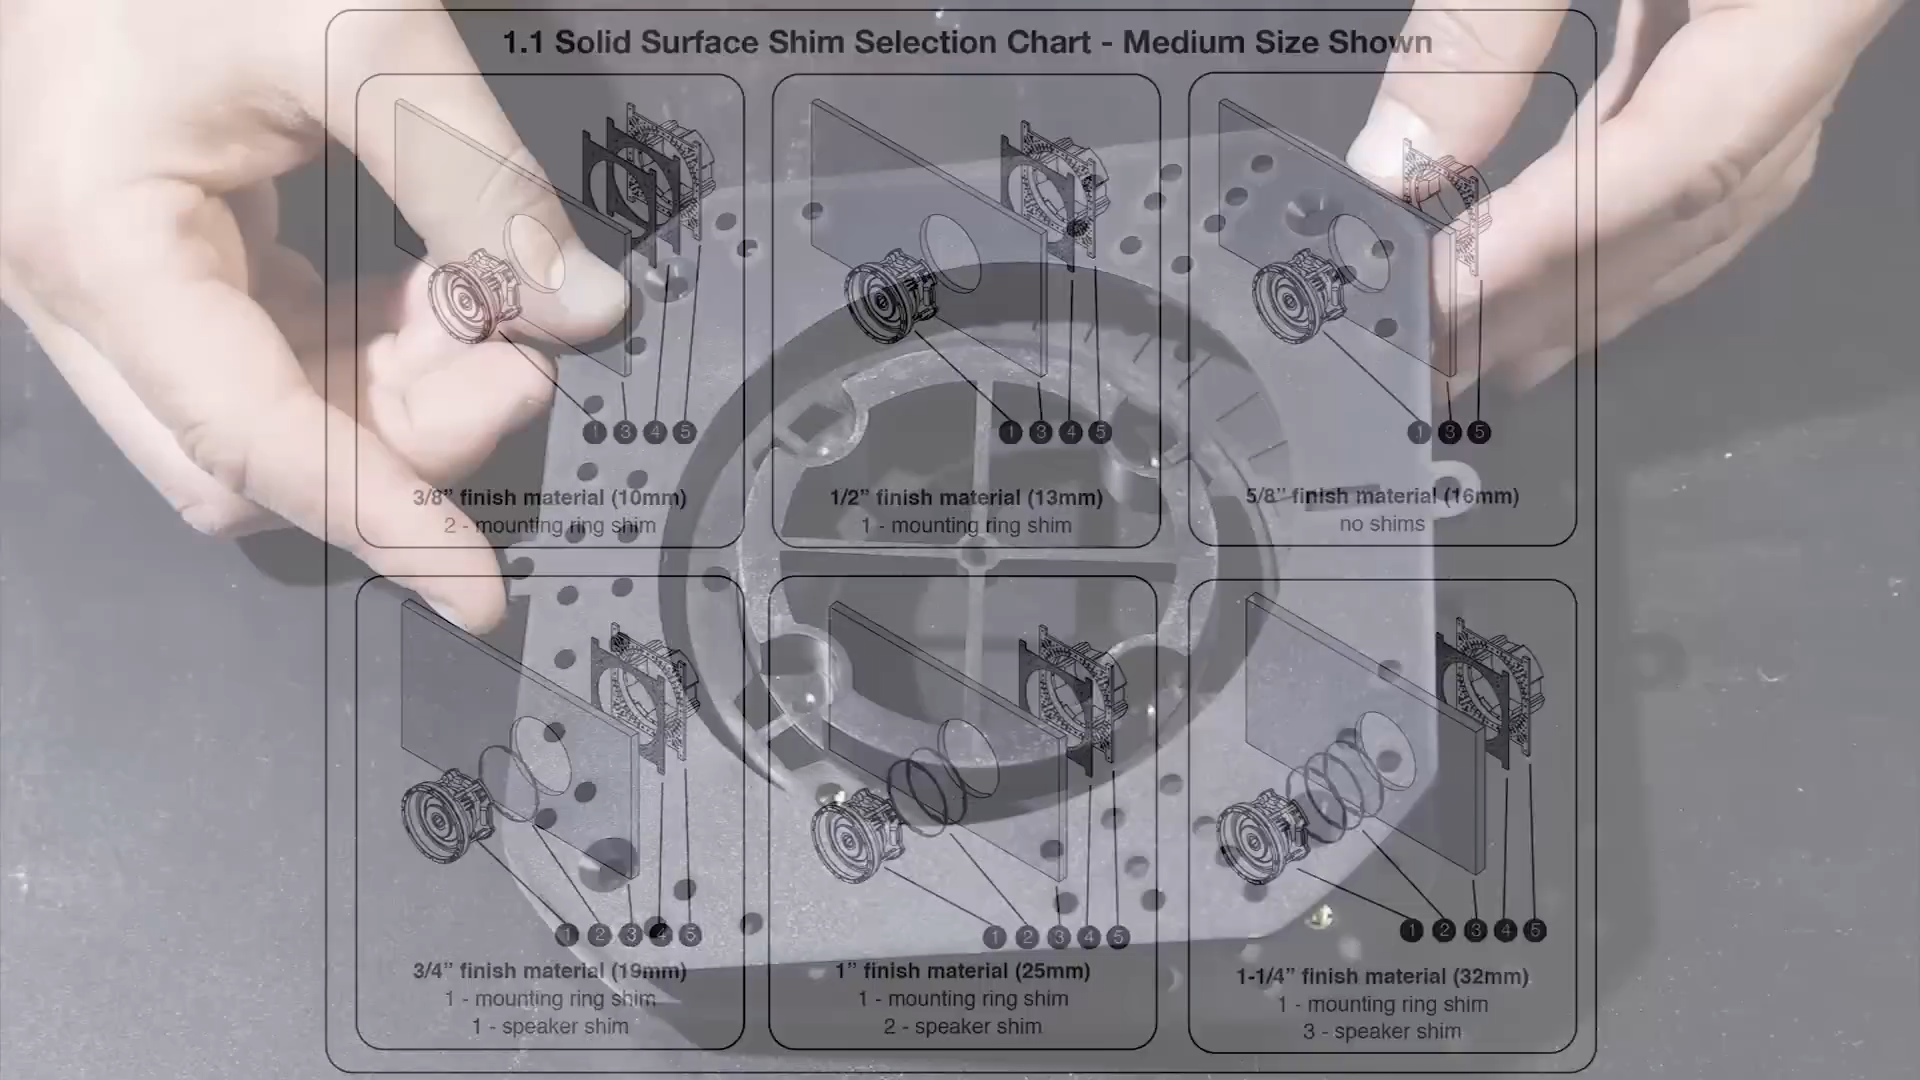 1.1 Solid Surface Shim Selection Chart - Medium Size Shown
1 3 4 5
3/8” finish material (10mm)
2 - mounting ring shim
1 3 4 5
1/2” finish material (13mm)
1 - mounting ring shim
1 3 5
5/8” finish material (16mm)
no shims
1 2 3 4 5
3/4” finish material (19mm)
1 - mounting ring shim
1 - speaker shim
1 2 3 4 5
1” finish material (25mm)
1 - mounting ring shim
2 - speaker shim
1 2 3 4 5
1-1/4” finish material (32mm)
1 - mounting ring shim
3 - speaker shim